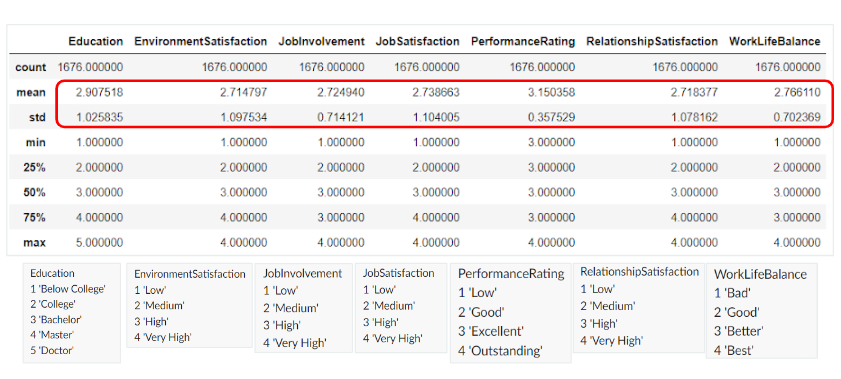 Education EnvironmentSatisfaction JobInvolvement JobSatisfaction PerformanceRating RelationshipSatisfaction WorkLifeBalance
count 1676.000000 1676.000000 1676.000000 1676.000000 1676.000000 1676.000000 1676.000000
mean 2.907518 2.714797 2.724940 2.738663 3.150358 2.718377 2.766110
std 1.025835 1.097534 0.714121 1.104005 0.357529 1.078162 0.702369
min 1.000000 1.000000 1.000000 1.000000 3.000000 1.000000 1.000000
25% 2.000000 2.000000 2.000000 2.000000 3.000000 2.000000 2.000000
50% 3.000000 3.000000 3.000000 3.000000 3.000000 3.000000 3.000000
75% 4.000000 4.000000 3.000000 4.000000 3.000000 4.000000 3.000000
max 5.000000 4.000000 4.000000 4.000000 4.000000 4.000000 4.000000
Education
1 'Below College'
2 'College'
3 'Bachelor'
4 'Master'
5 'Doctor'
EnvironmentSatisfaction
1 'Low'
2 'Medium'
3 'High'
4 'Very High'
JobInvolvement
1 'Low'
2 'Medium'
3 'High'
4 'Very High'
JobSatisfaction
1 'Low'
2 'Medium'
3 'High'
4 'Very High'
PerformanceRating
1 'Low'
2 'Good'
3 'Excellent'
4 'Outstanding'
RelationshipSatisfaction
1 'Low'
2 'Medium'
3 'High'
4 'Very High'
WorkLifeBalance
1 'Bad'
2 'Good'
3 'Better'
4 'Best'